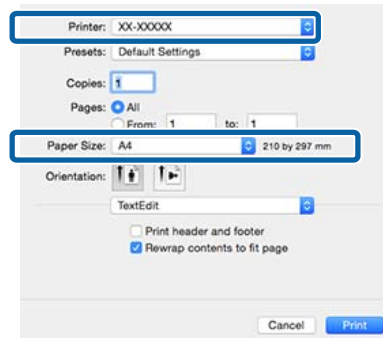 Printer: XX-XXXXX
Presets: Default Settings
Copies: 1
Pages: All
From: 1 to: 1
Paper Size: A4 210 by 297 mm
Orientation:
TextEdit
Print header and footer
Rewrap contents to fit page
Cancel Print